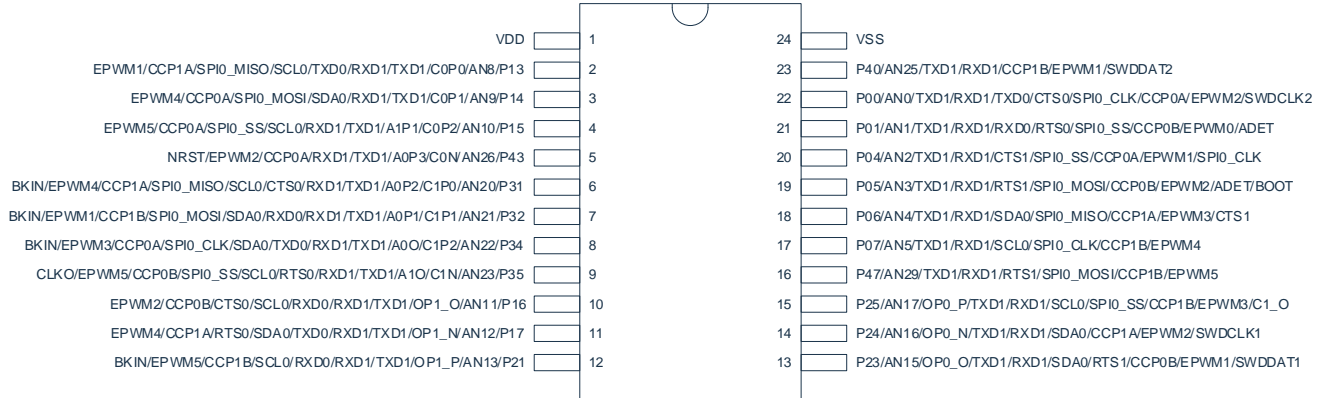 VDD 1 24 VSS
EPWM1/CCP1A/SPI0_MISO/SCL0/TXD0/RXD1/TXD1/C0P0/AN8/P13 2 23 P40/AN25/TXD1/RXD1/CCP1B/EPWM1/SWDDAT2
EPWM4/CCP0A/SPI0_MOSI/SDA0/RXD1/TXD1/C0P1/AN9/P14 3 22 P00/AN0/TXD1/RXD1/TXD0/CTS0/SPI0_CLK/CCP0A/EPWM2/SWDCLK2
EPWM5/CCP0A/SPI0_SS/SCL0/RXD1/TXD1/A1P1/C0P2/AN10/P15 4 21 P01/AN1/TXD1/RXD1/RXD0/RTS0/SPI0_SS/CCP0B/EPWM0/ADET
NRST/EPWM2/CCP0A/RXD1/TXD1/A0P3/C0N/AN26/P43 5 20 P04/AN2/TXD1/RXD1/CTS1/SPI0_SS/CCP0A/EPWM1/SPI0_CLK
BKIN/EPWM4/CCP1A/SPI0_MISO/SCL0/CTS0/RXD1/TXD1/A0P2/C1P0/AN20/P31 6 19 P05/AN3/TXD1/RXD1/RTS1/SPI0_MOSI/CCP0B/EPWM2/ADET/BOOT
BKIN/EPWM1/CCP1B/SPI0_MOSI/SDA0/RXD0/RXD1/TXD1/A0P1/C1P1/AN21/P32 7 18 P06/AN4/TXD1/RXD1/SDA0/SPI0_MISO/CCP1A/EPWM3/CTS1
BKIN/EPWM3/CCP0A/SPI0_CLK/SDA0/TXD0/RXD1/TXD1/A0O/C1P2/AN22/P34 8 17 P07/AN5/TXD1/RXD1/SCL0/SPI0_CLK/CCP1B/EPWM4
CLKO/EPWM5/CCP0B/SPI0_SS/SCL0/RTS0/RXD1/TXD1/A1O/C1N/AN23/P35 9 16 P47/AN29/TXD1/RXD1/RTS1/SPI0_MOSI/CCP1B/EPWM5
EPWM2/CCP0B/CTS0/SCL0/RXD0/RXD1/TXD1/OP1_O/AN11/P16 10 15 P25/AN17/OP0_P/TXD1/RXD1/SCL0/SPI0_SS/CCP1B/EPWM3/C1_O
EPWM4/CCP1A/RTS0/SDA0/TXD0/RXD1/TXD1/OP1_N/AN12/P17 11 14 P24/AN16/OP0_N/TXD1/RXD1/SDA0/CCP1A/EPWM2/SWDCLK1
BKIN/EPWM5/CCP1B/SCL0/RXD0/RXD1/TXD1/OP1_P/AN13/P21 12 13 P23/AN15/OP0_O/TXD1/RXD1/SDA0/RTS1/CCP0B/EPWM1/SWDDAT1